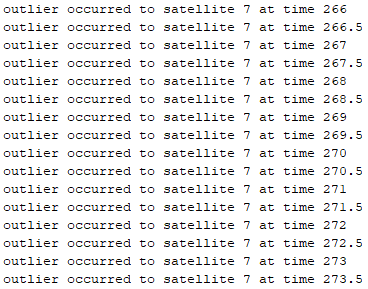 outlier occurred to satellite 7 at time 266
outlier occurred to satellite 7 at time 266.5
outlier occurred to satellite 7 at time 267
outlier occurred to satellite 7 at time 267.5
outlier occurred to satellite 7 at time 268
outlier occurred to satellite 7 at time 268.5
outlier occurred to satellite 7 at time 269
outlier occurred to satellite 7 at time 269.5
outlier occurred to satellite 7 at time 270
outlier occurred to satellite 7 at time 270.5
outlier occurred to satellite 7 at time 271
outlier occurred to satellite 7 at time 271.5
outlier occurred to satellite 7 at time 272
outlier occurred to satellite 7 at time 272.5
outlier occurred to satellite 7 at time 273
outlier occurred to satellite 7 at time 273.5